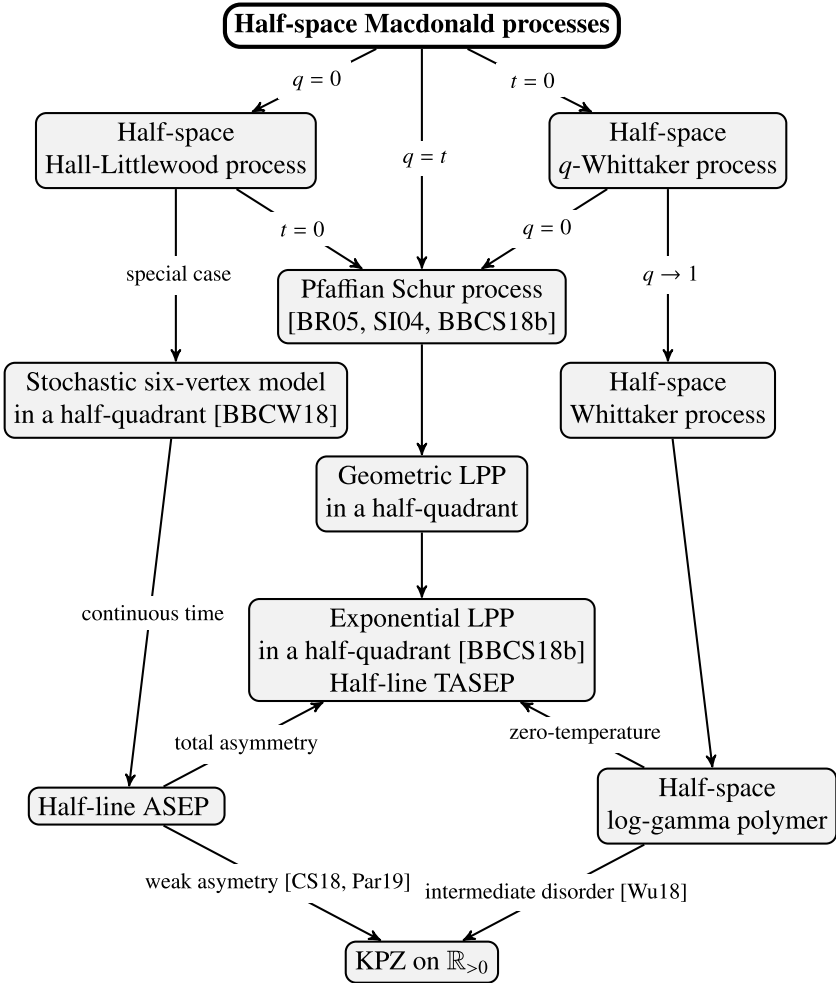 Half-space Macdonald processes
q = 0
t = 0
Half-space
Hall-Littlewood process
q = t
Half-space
q-Whittaker process
t = 0
q = 0
special case
q → 1
Pfaffian Schur process
[BR05, SI04, BBCS18b]
Stochastic six-vertex model
in a half-quadrant [BBCW18]
Half-space
Whittaker process
Geometric LPP
in a half-quadrant
continuous time
Exponential LPP
in a half-quadrant [BBCS18b]
Half-line TASEP
total asymmetry
zero-temperature
Half-line ASEP
Half-space
log-gamma polymer
weak asymetry [CS18, Par19]
intermediate disorder [Wu18]
KPZ on ℝ>0